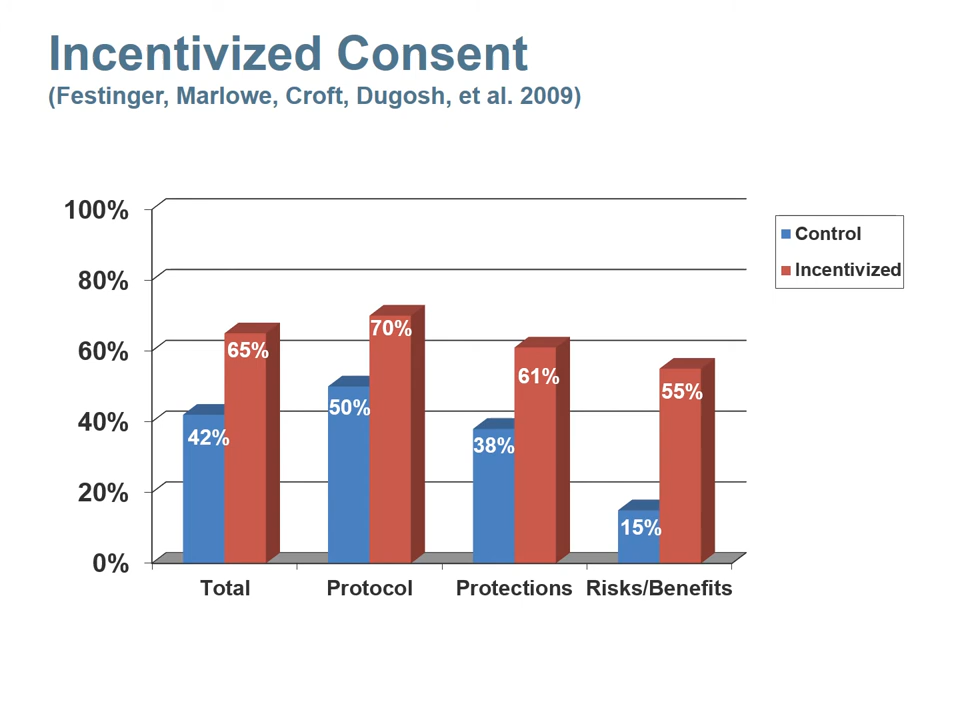 Incentivized Consent
(Festinger, Marlowe, Croft, Dugosh, et al. 2009)
100%
80%
60%
40%
20%
0%
65%
70%
61%
55%
42%
50%
38%
15%
Total Protocol Protections Risks/Benefits
Control
Incentivized